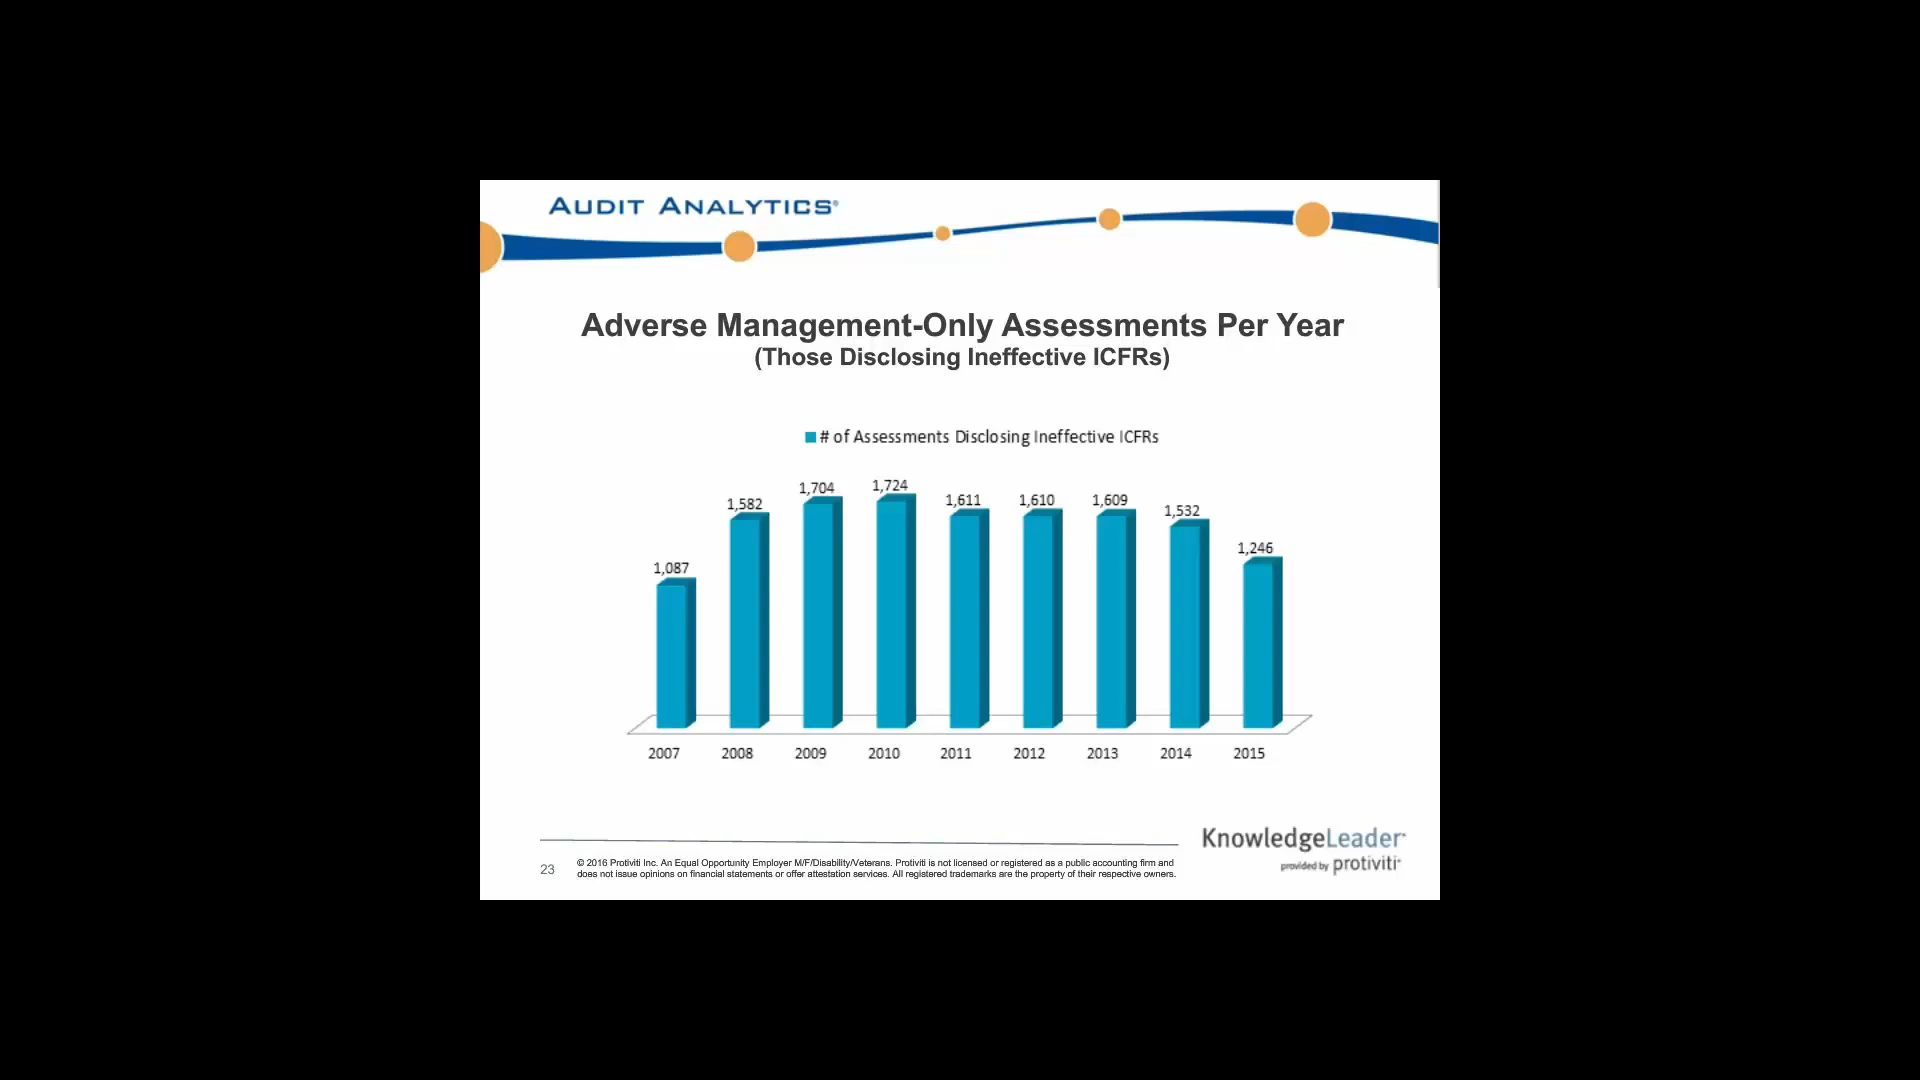 AUDIT ANALYTICS®
Adverse Management-Only Assessments Per Year
(Those Disclosing Ineffective ICFRs)
# of Assessments Disclosing Ineffective ICFRs
1,087
1,582
1,704
1,724
1,611
1,610
1,609
1,532
1,246
2007
2008
2009
2010
2011
2012
2013
2014
2015
KnowledgeLeader
provided by protiviti
23
© 2016 Protiviti Inc. An Equal Opportunity Employer M/F/Disability/Veterans. Protiviti is not licensed or registered as a public accounting firm and
does not issue opinions on financial statements or offer attestation services. All registered trademarks are the property of their respective owners.